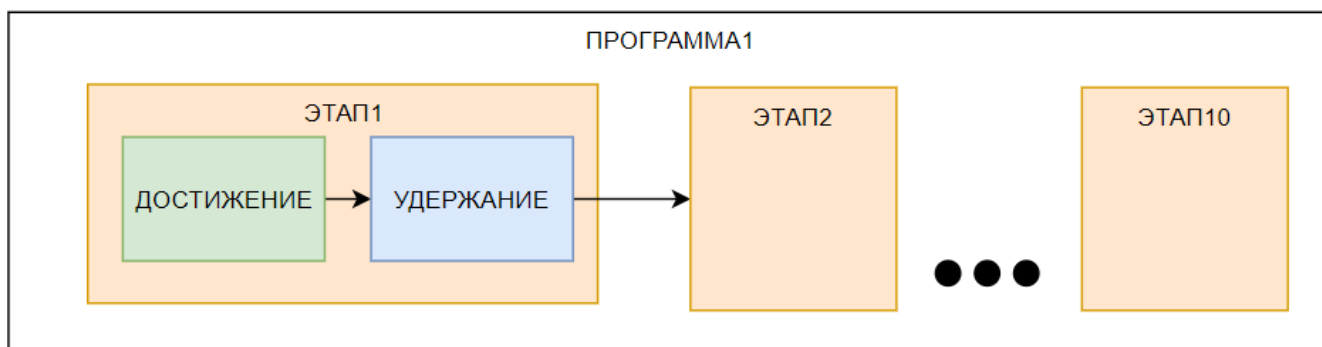 ПРОГРАММА1
ЭТАП1
ЭТАП2
ЭТАП10
ДОСТИЖЕНИЕ
УДЕРЖАНИЕ